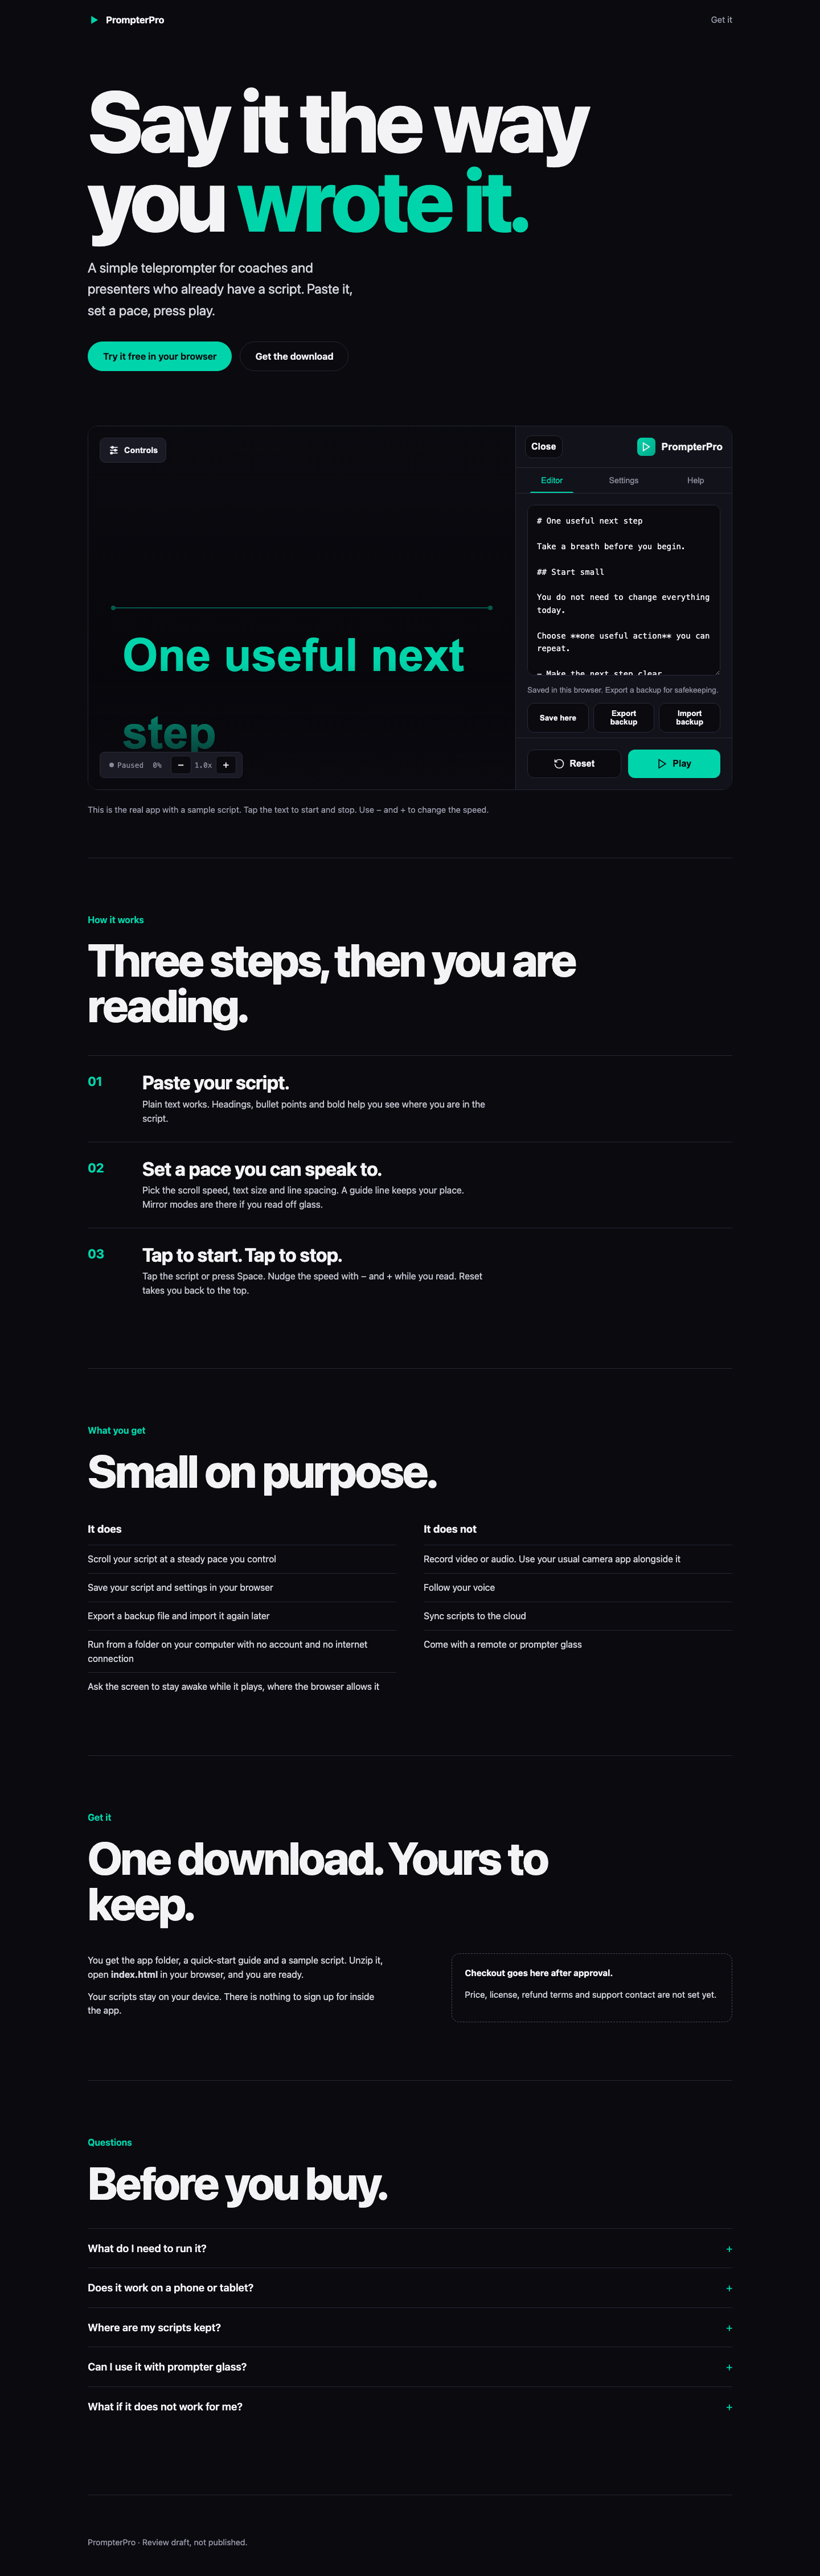 PrompterPro
Get it
Say it the way
you wrote it.
A simple teleprompter for coaches and
presenters who already have a script. Paste it,
set a pace, press play.
Try it free in your browser
Get the download
Controls
One useful next
step
Paused 0% − 1.0x +
Close
PrompterPro
Editor
Settings
Help
# One useful next step
Take a breath before you begin.
## Start small
You do not need to change everything
today.
Choose **one useful action** you can
repeat.
- Make the next step clear
Saved in this browser. Export a backup for safekeeping.
Save here
Export
backup
Import
backup
Reset
Play
This is the real app with a sample script. Tap the text to start and stop. Use − and + to change the speed.
How it works
Three steps, then you are
reading.
01
Paste your script.
Plain text works. Headings, bullet points and bold help you see where you are in the
script.
02
Set a pace you can speak to.
Pick the scroll speed, text size and line spacing. A guide line keeps your place.
Mirror modes are there if you read off glass.
03
Tap to start. Tap to stop.
Tap the script or press Space. Nudge the speed with − and + while you read. Reset
takes you back to the top.
What you get
Small on purpose.
It does
Scroll your script at a steady pace you control
Save your script and settings in your browser
Export a backup file and import it again later
Run from a folder on your computer with no account and no internet
connection
Ask the screen to stay awake while it plays, where the browser allows it
It does not
Record video or audio. Use your usual camera app alongside it
Follow your voice
Sync scripts to the cloud
Come with a remote or prompter glass
Get it
One download. Yours to
keep.
You get the app folder, a quick-start guide and a sample script. Unzip it,
open index.html in your browser, and you are ready.
Your scripts stay on your device. There is nothing to sign up for inside
the app.
Checkout goes here after approval.
Price, license, refund terms and support contact are not set yet.
Questions
Before you buy.
What do I need to run it? +
Does it work on a phone or tablet? +
Where are my scripts kept? +
Can I use it with prompter glass? +
What if it does not work for me? +
PrompterPro · Review draft, not published.